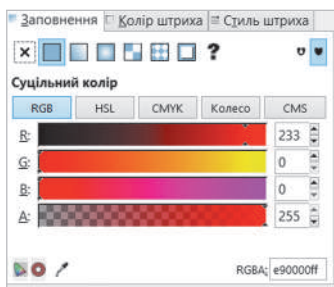 Заповнення Колір штриха Стиль штриха
?
Суцільний колір
RGB HSL CMYK Колесо CMS
R: 233
G: 0
B: 0
A: 255
RGBA: e90000ff